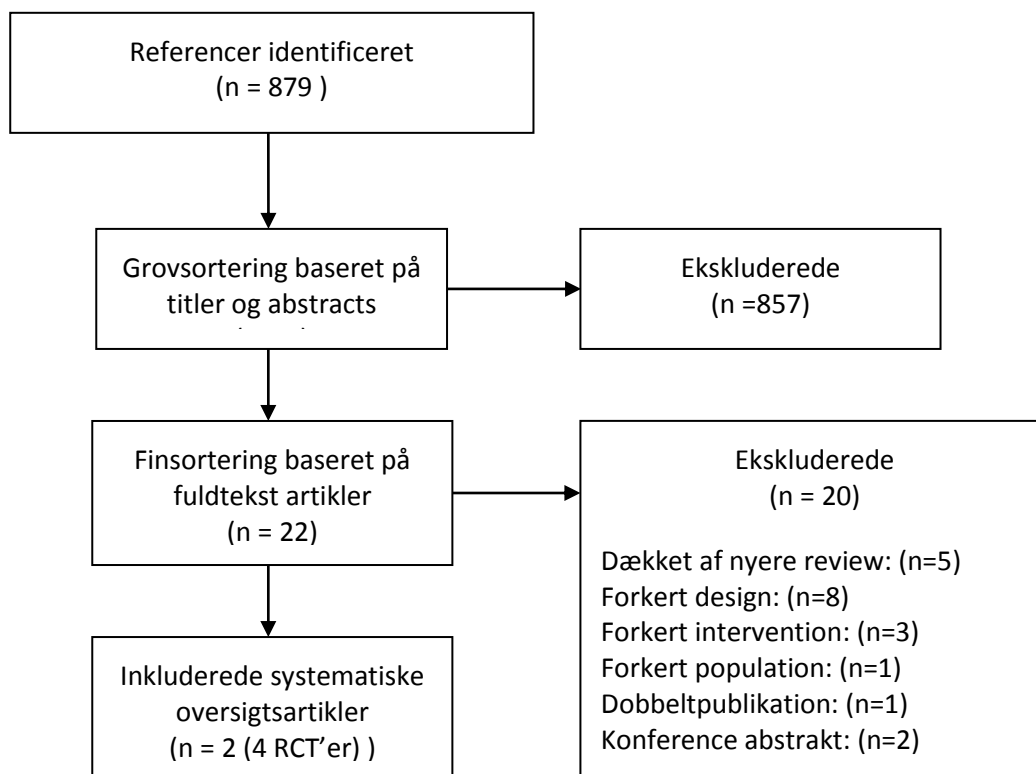 Referencer identificeret
(n = 879 )
Grovsortering baseret på
titler og abstracts
Ekskluderede
(n =857)
Finsortering baseret på
fuldtekst artikler
(n = 22)
Ekskluderede
(n = 20)
Dækket af nyere review: (n=5)
Forkert design: (n=8)
Forkert intervention: (n=3)
Forkert population: (n=1)
Dobbeltpublikation: (n=1)
Konference abstrakt: (n=2)
Inkluderede systematiske
oversigtsartikler
(n = 2 (4 RCT’er) )